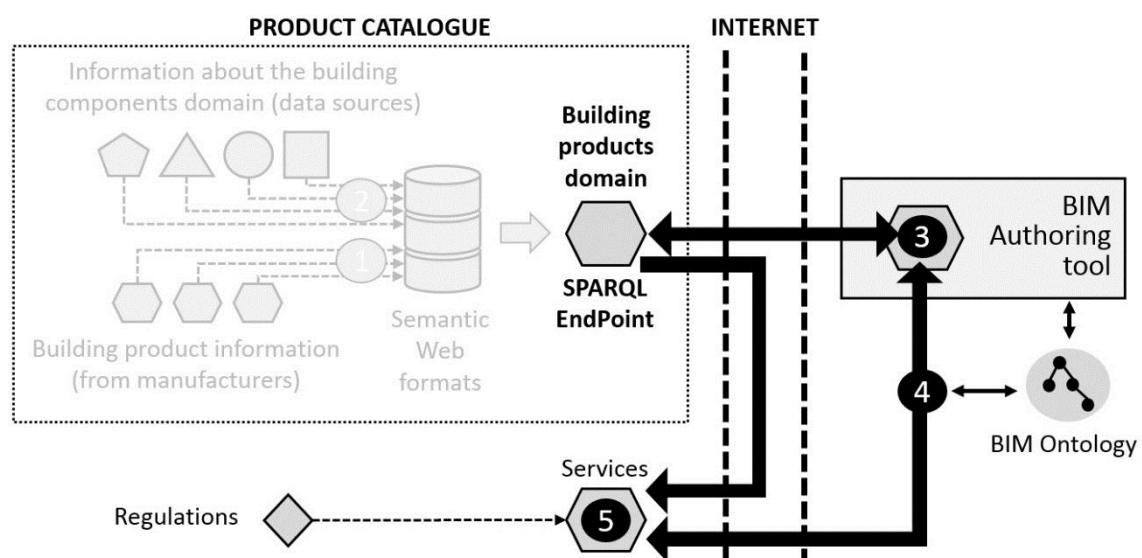 PRODUCT CATALOGUE
INTERNET
Information about the building
components domain (data sources)
Building
products
domain
2
1
SPARQL
EndPoint
Semantic
Web
formats
Building product information
(from manufacturers)
BIM
Authoring
tool
3
4
BIM Ontology
Services
5
Regulations